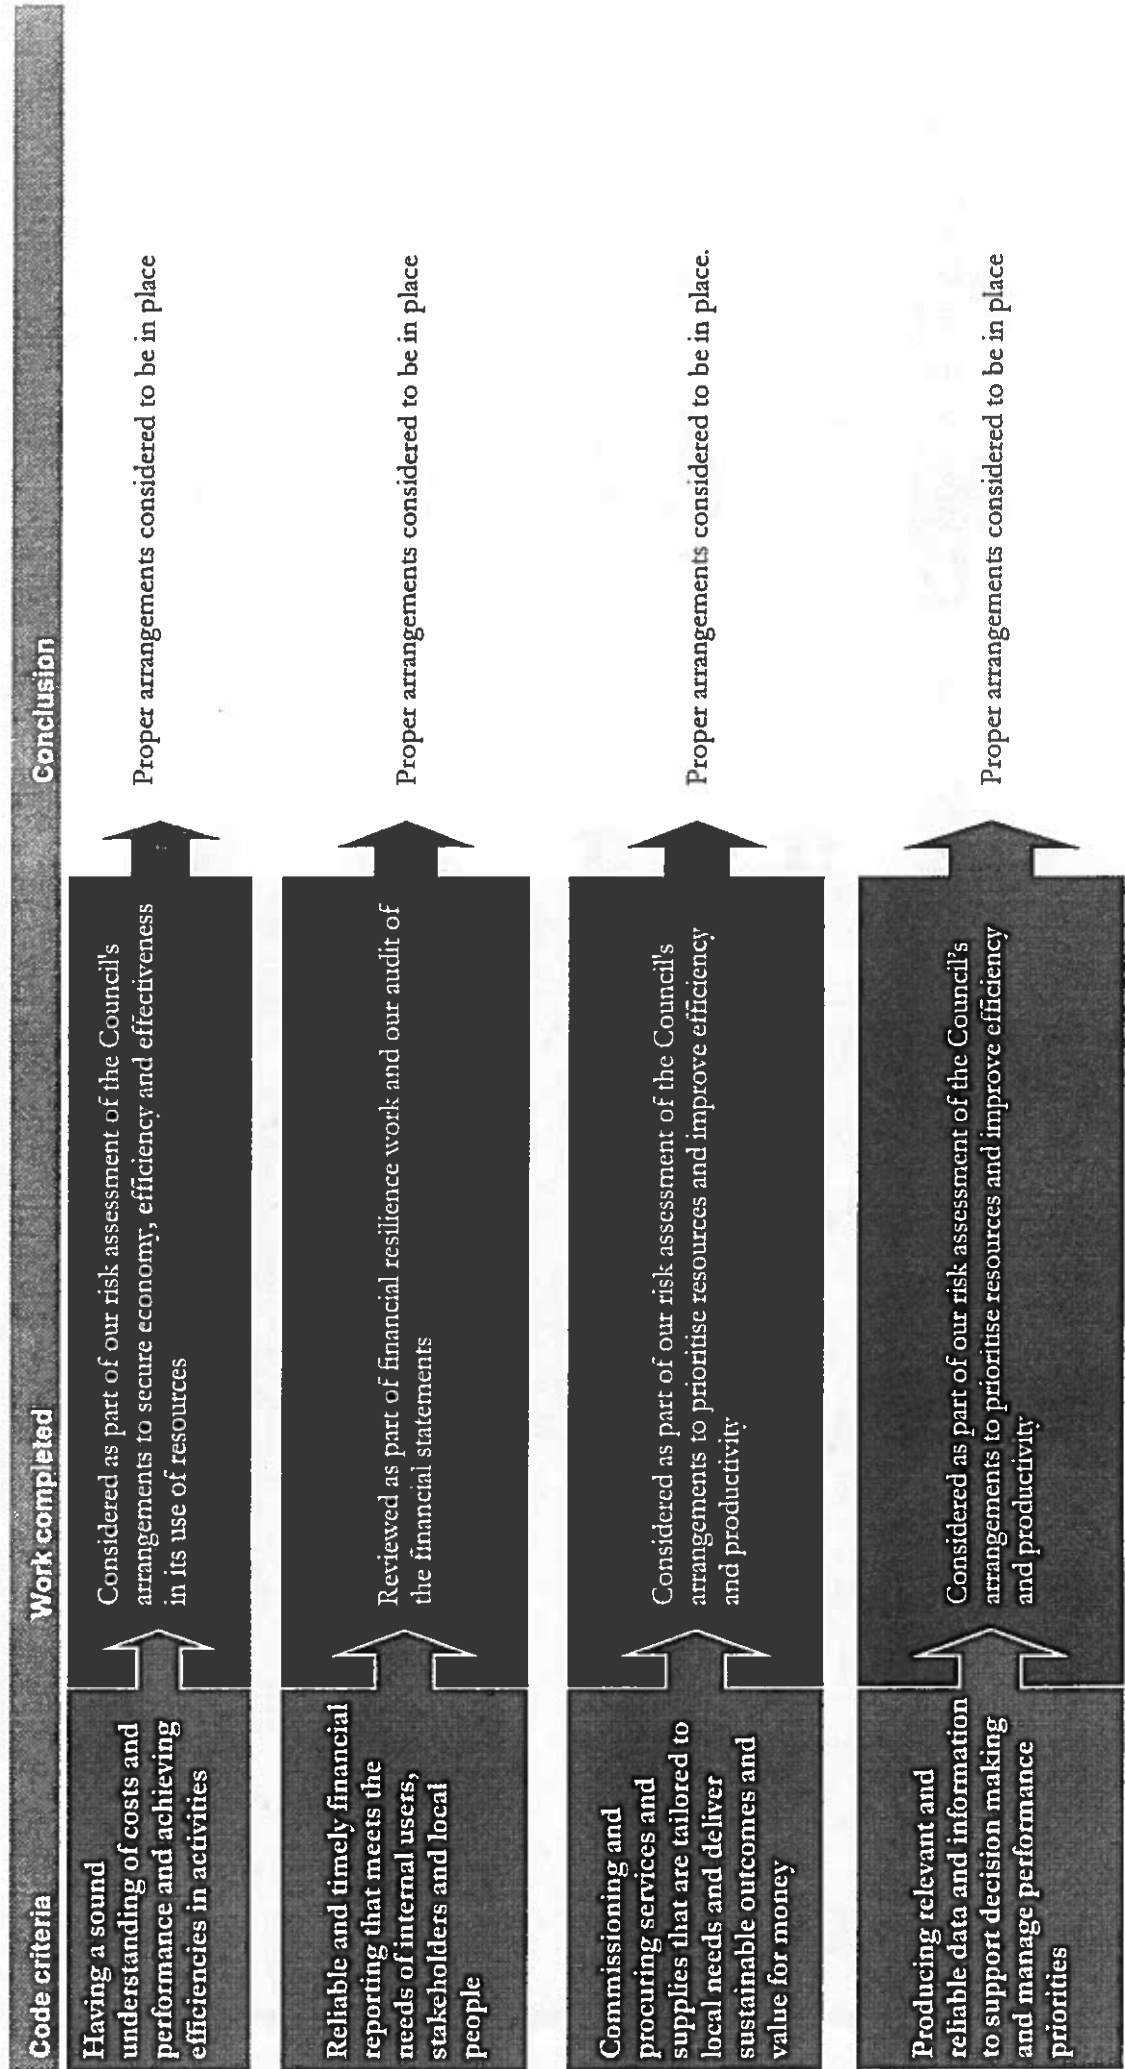 Code criteria
Work completed
Conclusion
Having a sound
understanding of costs and
performance and achieving
efficiencies in activities
Considered as part of our risk assessment of the Council's
arrangements to secure economy, efficiency and effectiveness
in its use of resources
Proper arrangements considered to be in place
Reliable and timely financial
reporting that meets the
needs of internal users,
stakeholders and local
people
Reviewed as part of financial resilience work and our audit of
the financial statements
Proper arrangements considered to be in place
Commissioning and
procuring services and
supplies that are tailored to
local needs and deliver
sustainable outcomes and
value for money
Considered as part of our risk assessment of the Council's
arrangements to prioritise resources and improve efficiency
and productivity
Proper arrangements considered to be in place.
Producing relevant and
reliable data and information
to support decision making
and manage performance
priorities
Considered as part of our risk assessment of the Council's
arrangements to prioritise resources and improve efficiency
and productivity
Proper arrangements considered to be in place